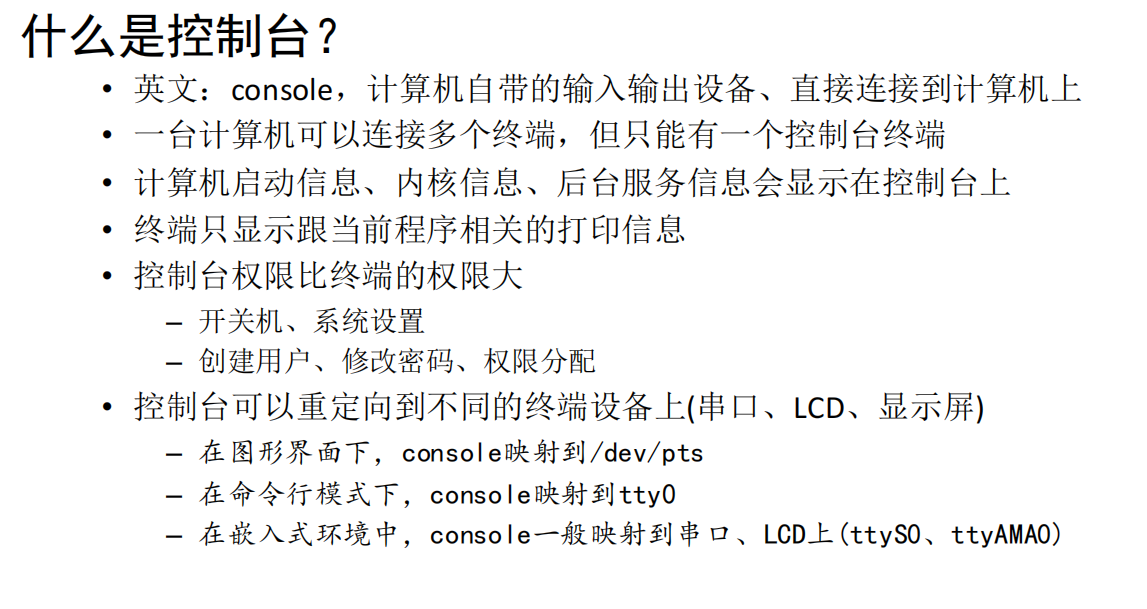 什么是控制台？
• 英文：console，计算机自带的输入输出设备、直接连接到计算机上
• 一台计算机可以连接多个终端，但只能有一个控制台终端
• 计算机启动信息、内核信息、后台服务信息会显示在控制台上
• 终端只显示跟当前程序相关的打印信息
• 控制台权限比终端的权限大
– 开关机、系统设置
– 创建用户、修改密码、权限分配
• 控制台可以重定向到不同的终端设备上(串口、LCD、显示屏)
– 在图形界面下，console映射到/dev/pts
– 在命令行模式下，console映射到tty0
– 在嵌入式环境中，console一般映射到串口、LCD上(ttyS0、ttyAMA0)